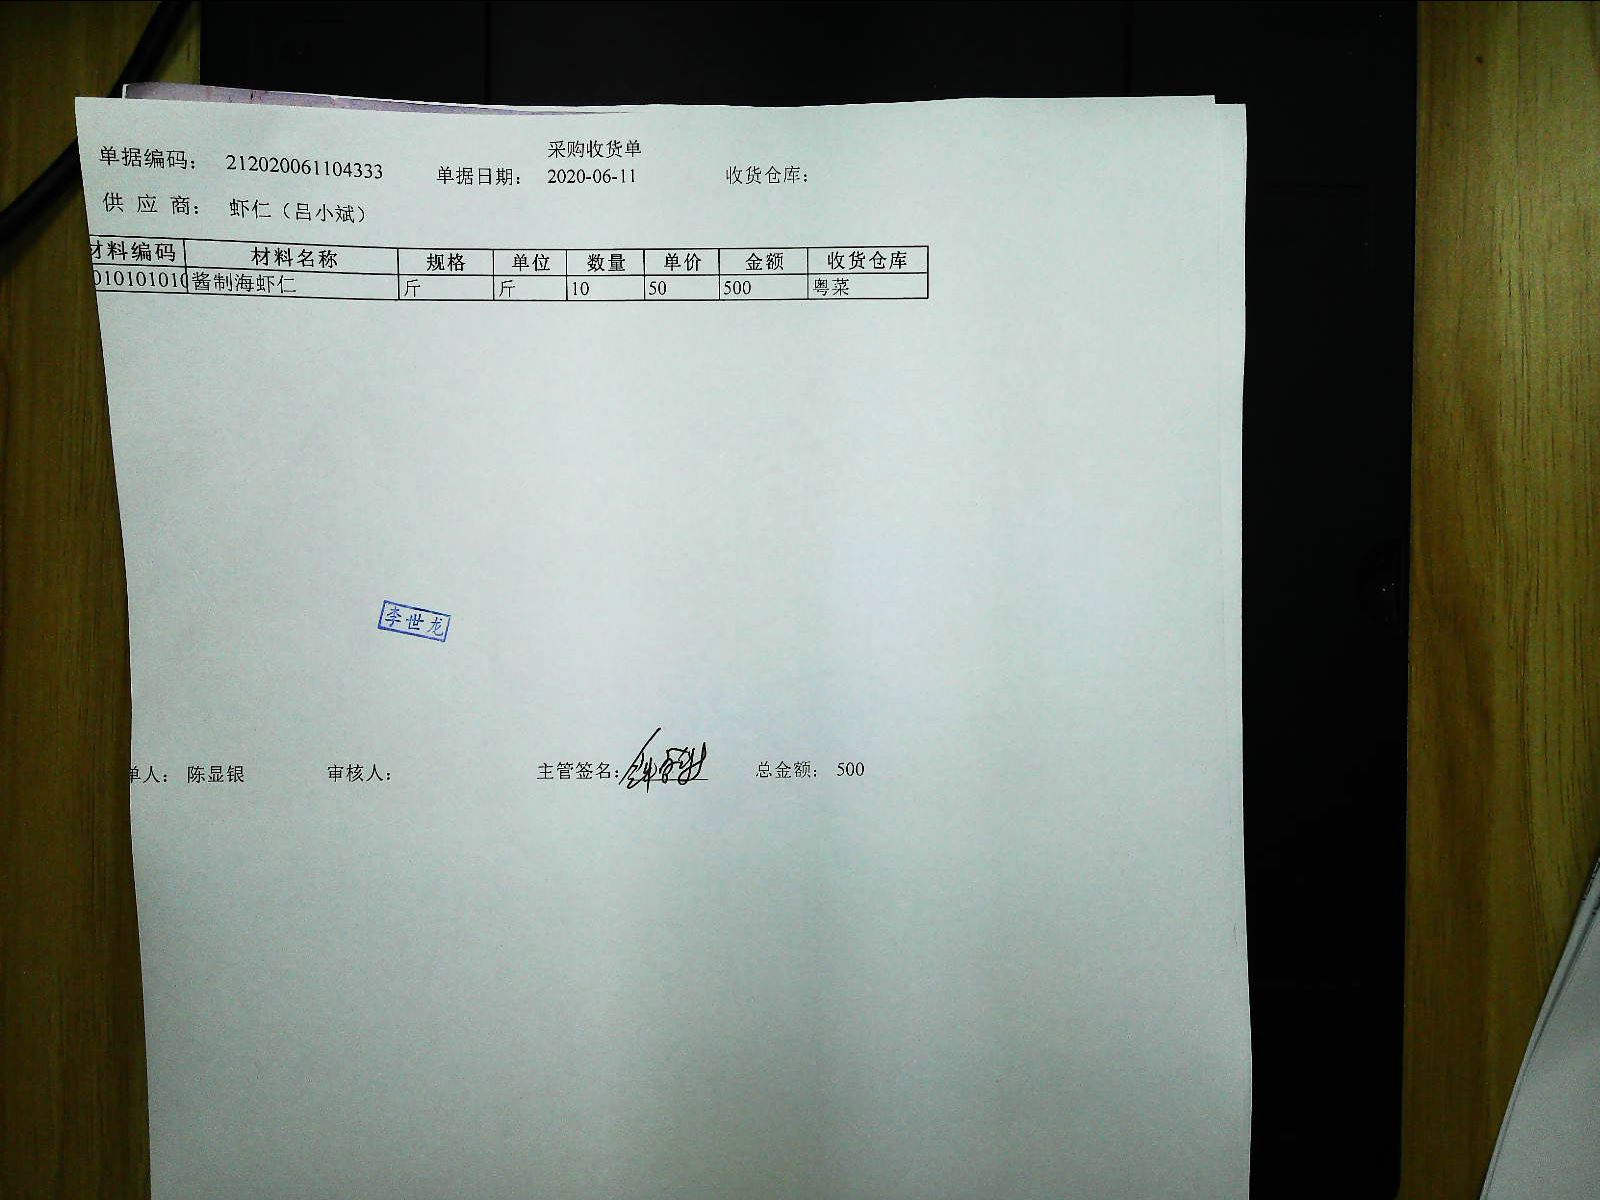 采购收货单
单据编码： 212020061104333 单据日期： 2020-06-11 收货仓库：
供 应 商： 虾仁（吕小斌）
材料编码 材料名称 规格 单位 数量 单价 金额 收货仓库
010101010 酱制海虾仁 斤 斤 10 50 500 粤菜
李世龙
单人： 陈显银 审核人： 主管签名： 总金额： 500